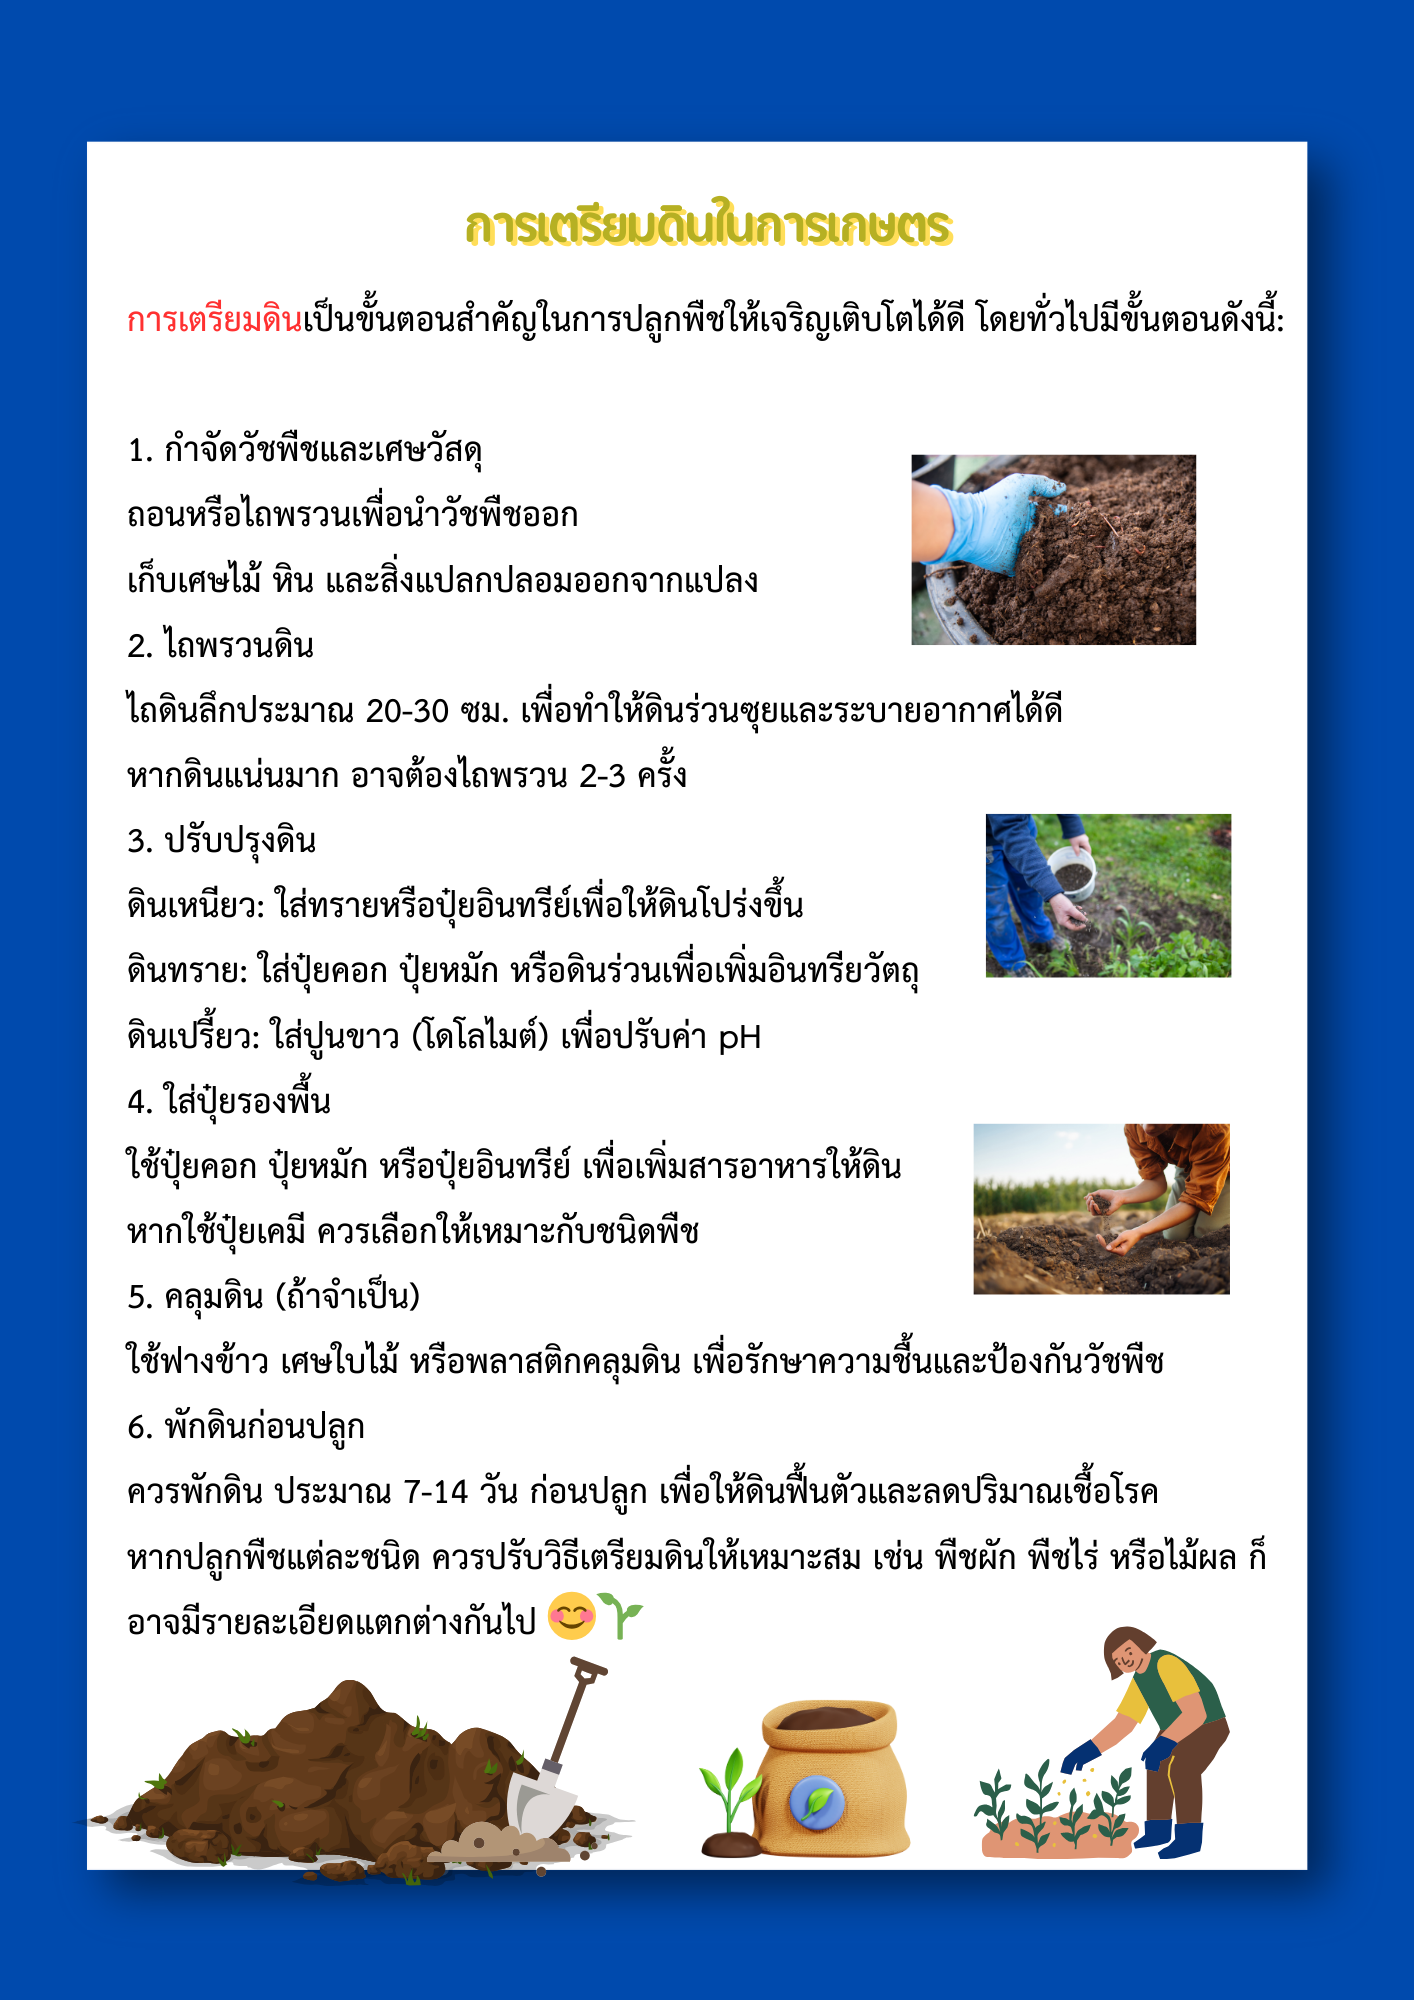 การเตรียมดินในการเกษตร
การเตรียมดินเป็นขั้นตอนสำคัญในการปลูกพืชให้เจริญเติบโตได้ดี โดยทั่วไปมีขั้นตอนดังนี้:
1. กำจัดวัชพืชและเศษวัสดุ
ถอนหรือไถพรวนเพื่อนำวัชพืชออก
เก็บเศษไม้ หิน และสิ่งแปลกปลอมออกจากแปลง
2. ไถพรวนดิน
ไถดินลึกประมาณ 20-30 ซม. เพื่อทำให้ดินร่วนซุยและระบายอากาศได้ดี
หากดินแน่นมาก อาจต้องไถพรวน 2-3 ครั้ง
3. ปรับปรุงดิน
ดินเหนียว: ใส่ทรายหรือปุ๋ยอินทรีย์เพื่อให้ดินโปร่งขึ้น
ดินทราย: ใส่ปุ๋ยคอก ปุ๋ยหมัก หรือดินร่วนเพื่อเพิ่มอินทรียวัตถุ
ดินเปรี้ยว: ใส่ปูนขาว (โดโลไมต์) เพื่อปรับค่า pH
4. ใส่ปุ๋ยรองพื้น
ใช้ปุ๋ยคอก ปุ๋ยหมัก หรือปุ๋ยอินทรีย์ เพื่อเพิ่มสารอาหารให้ดิน
หากใช้ปุ๋ยเคมี ควรเลือกให้เหมาะกับชนิดพืช
5. คลุมดิน (ถ้าจำเป็น)
ใช้ฟางข้าว เศษใบไม้ หรือพลาสติกคลุมดิน เพื่อรักษาความชื้นและป้องกันวัชพืช
6. พักดินก่อนปลูก
ควรพักดิน ประมาณ 7-14 วัน ก่อนปลูก เพื่อให้ดินฟื้นตัวและลดปริมาณเชื้อโรค
หากปลูกพืชแต่ละชนิด ควรปรับวิธีเตรียมดินให้เหมาะสม เช่น พืชผัก พืชไร่ หรือไม้ผล ก็
อาจมีรายละเอียดแตกต่างกันไป 😊🌱